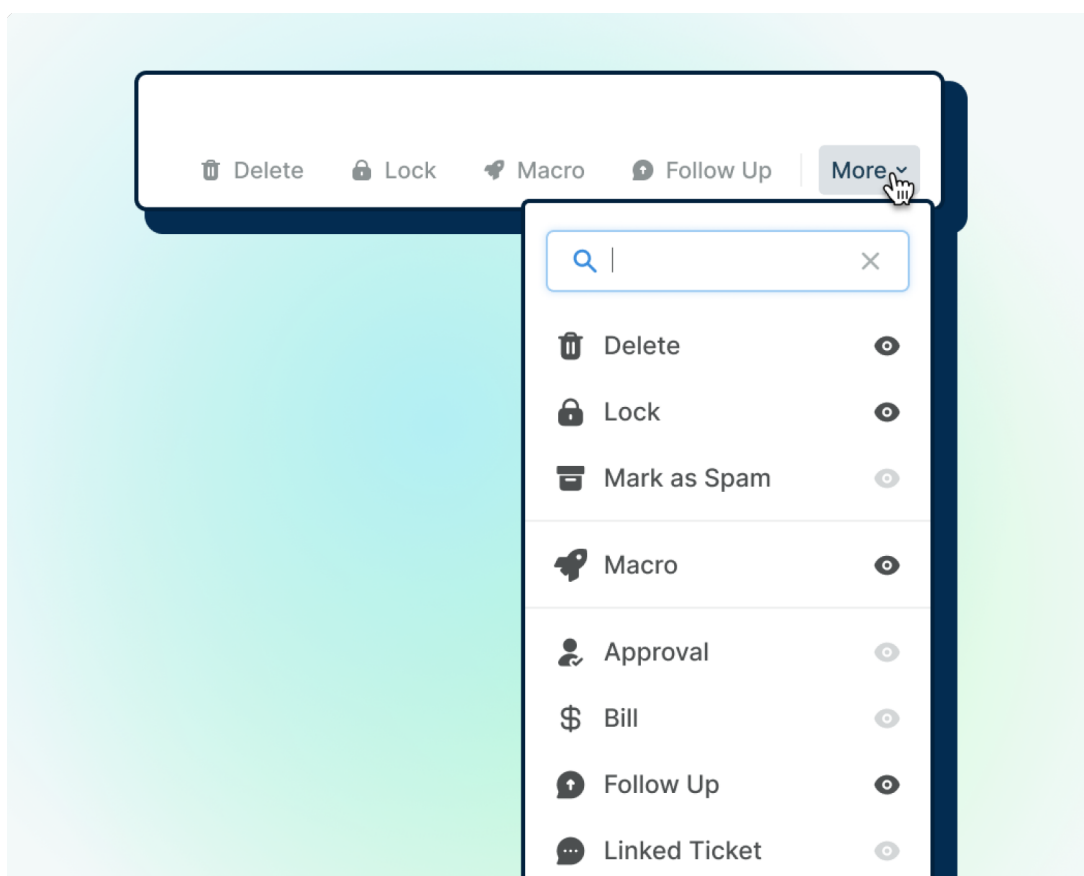 Delete Lock Macro Follow Up More
Delete
Lock
Mark as Spam
Macro
Approval
Bill
Follow Up
Linked Ticket